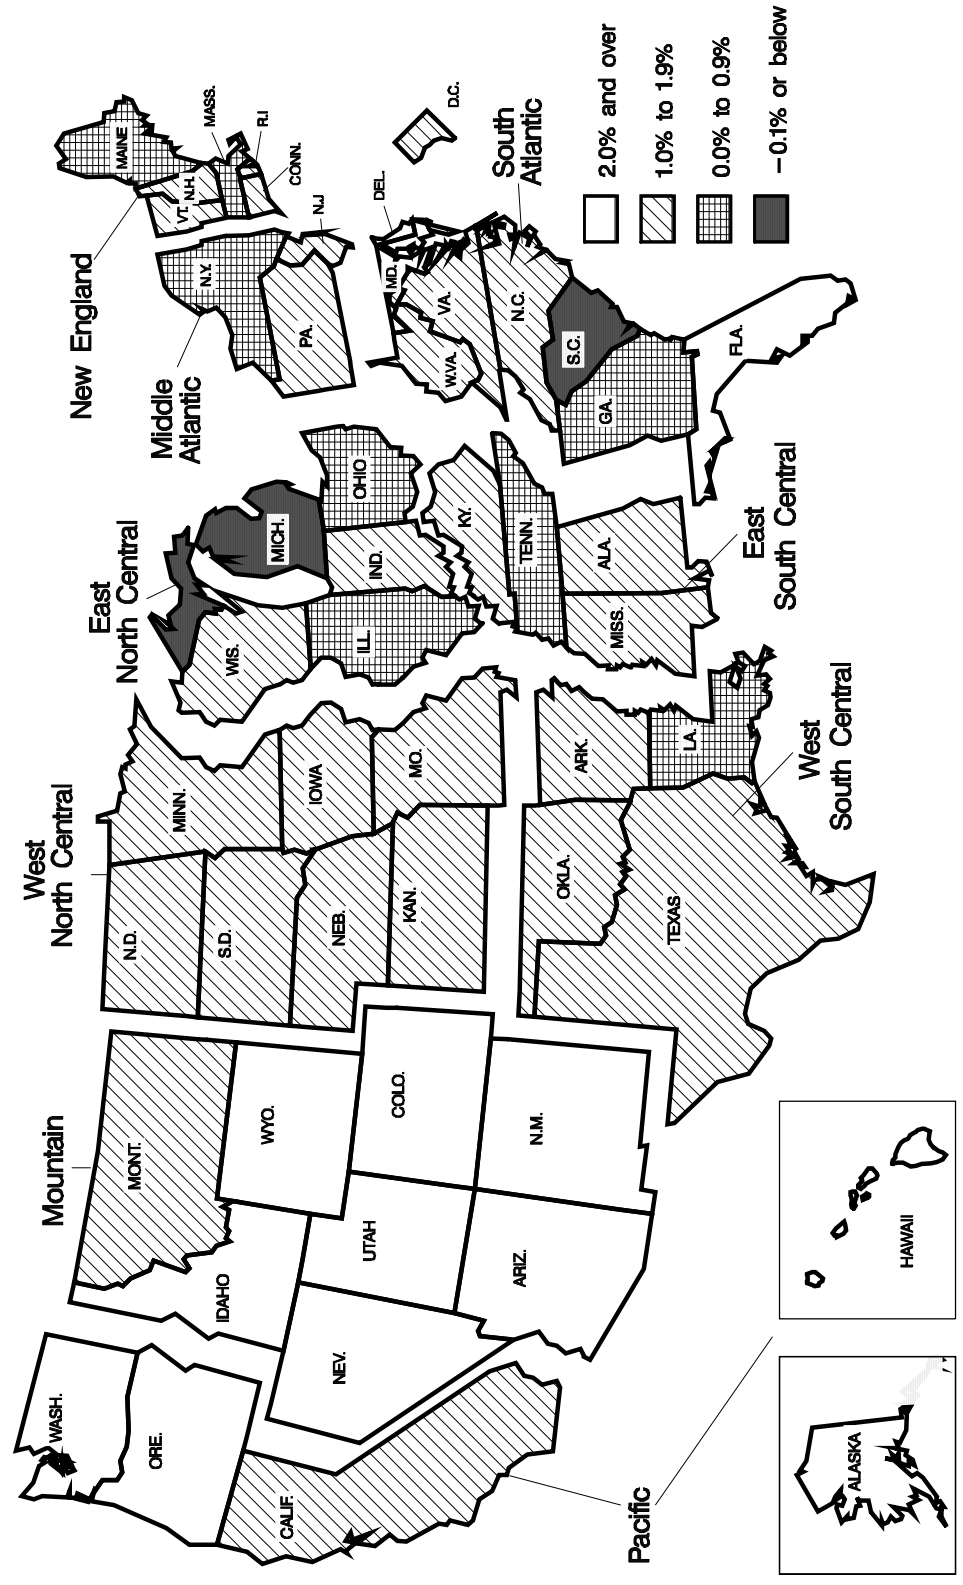 Pacific
Mountain
West
North Central
West
South Central
East
North Central
East
South Central
Middle
Atlantic
New England
South
Atlantic
WASH.
ORE.
CALIF.
NEV.
IDAHO
MONT.
WYO.
UTAH
ARIZ.
COLO.
N.M.
N.D.
S.D.
NEB.
KAN.
MINN.
IOWA
MO.
OKLA.
TEXAS
ARK.
LA.
WIS.
ILL.
MICH.
IND.
OHIO
KY.
TENN.
MISS.
ALA.
N.Y.
PA.
N.J
MAINE
VT.
N.H.
MASS.
R.I
CONN.
DEL.
MD.
D.C.
VA.
W.VA.
N.C.
S.C.
GA.
FLA.
ALASKA
HAWAII
2.0% and over
1.0% to 1.9%
0.0% to 0.9%
-0.1% or below